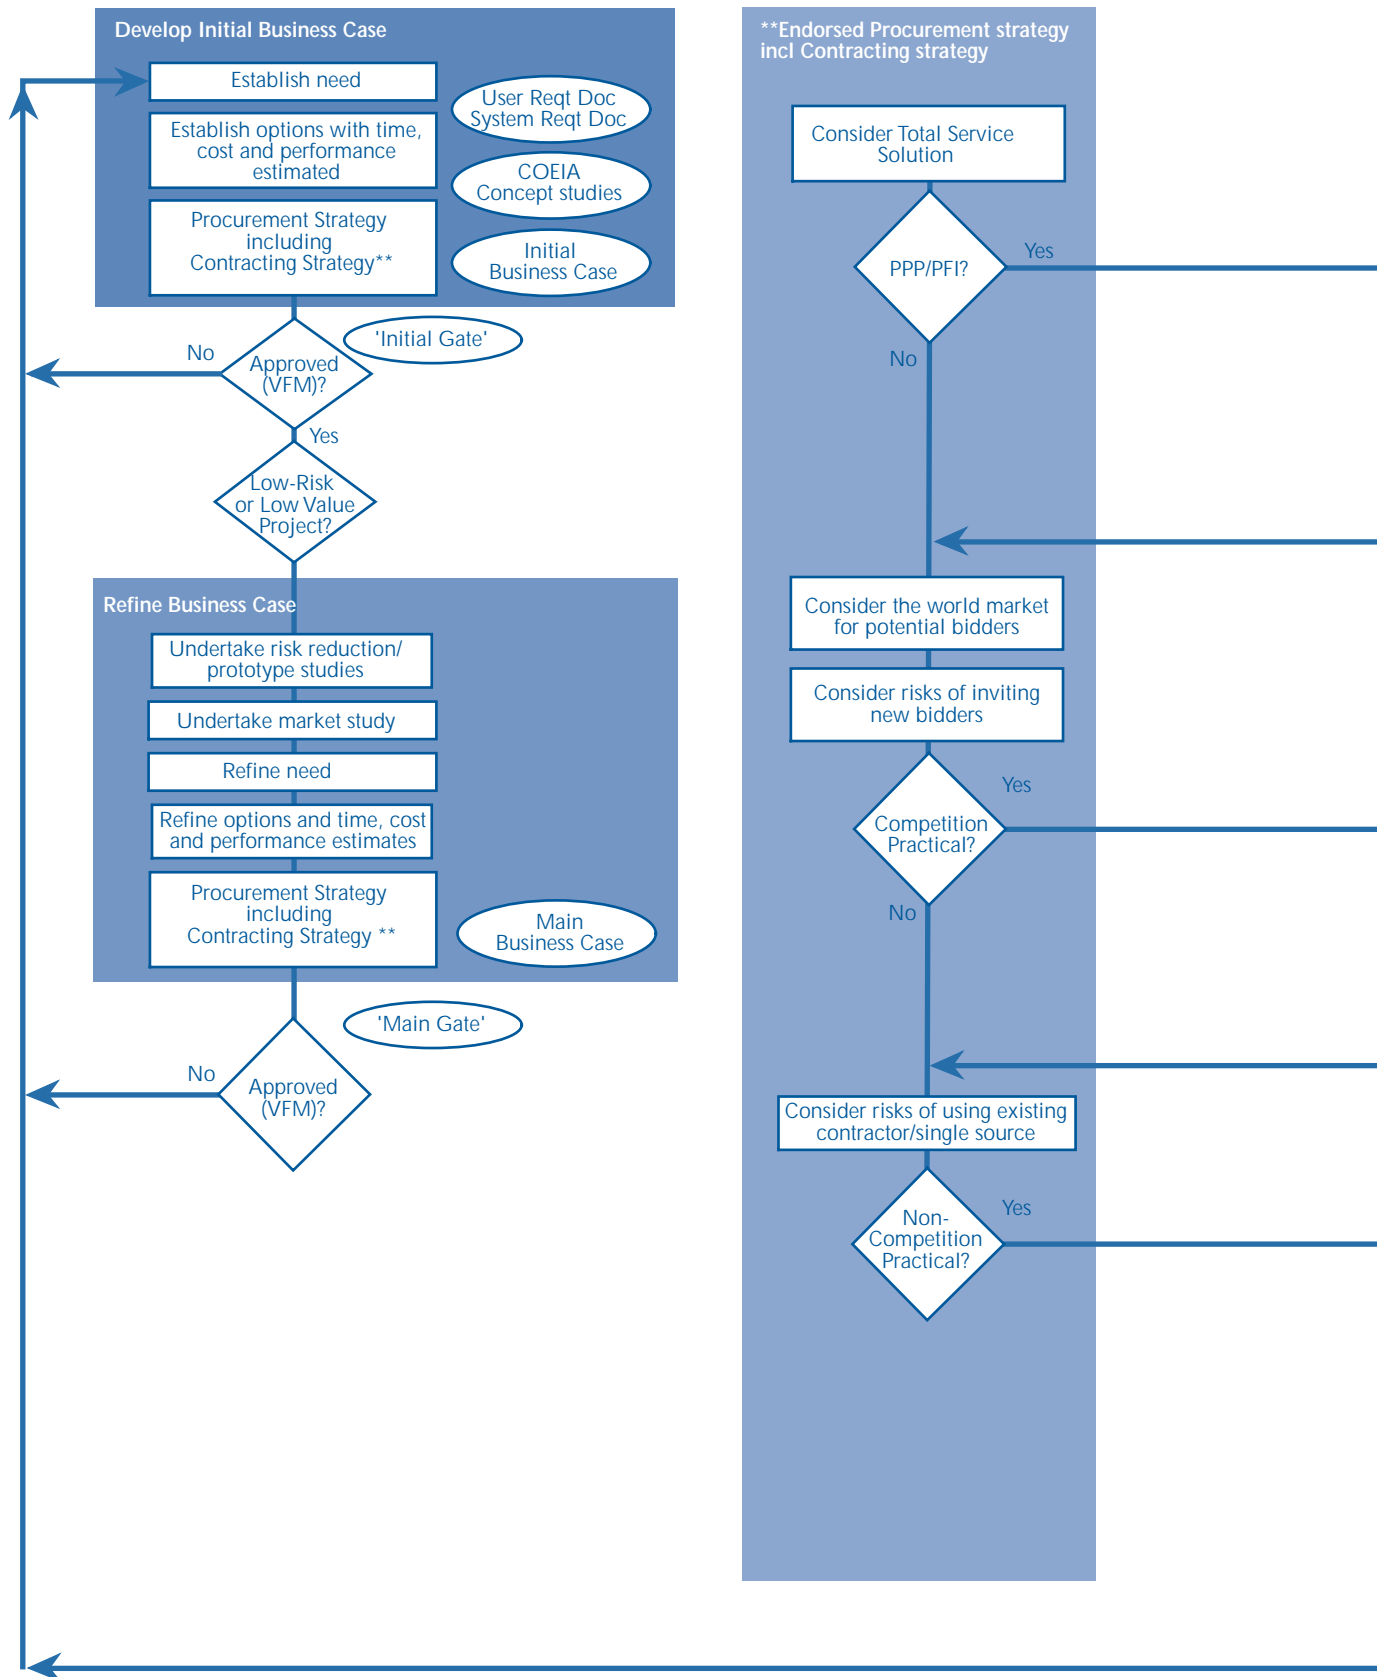 Develop Initial Business Case
Establish need
User Reqt Doc
System Reqt Doc
Establish options with time,
cost and performance
estimated
COEIA
Concept studies
Procurement Strategy
including
Contracting Strategy**
Initial
Business Case
'Initial Gate'
No
Approved
(VFM)?
Yes
Low-Risk
or Low Value
Project?
Refine Business Case
Undertake risk reduction/
prototype studies
Undertake market study
Refine need
Refine options and time, cost
and performance estimates
Procurement Strategy
including
Contracting Strategy **
Main
Business Case
'Main Gate'
No
Approved
(VFM)?
**Endorsed Procurement strategy
incl Contracting strategy
Consider Total Service
Solution
PPP/PFI?
Yes
No
Consider the world market
for potential bidders
Consider risks of inviting
new bidders
Yes
Competition
Practical?
No
Consider risks of using existing
contractor/single source
Yes
Non-
Competition
Practical?